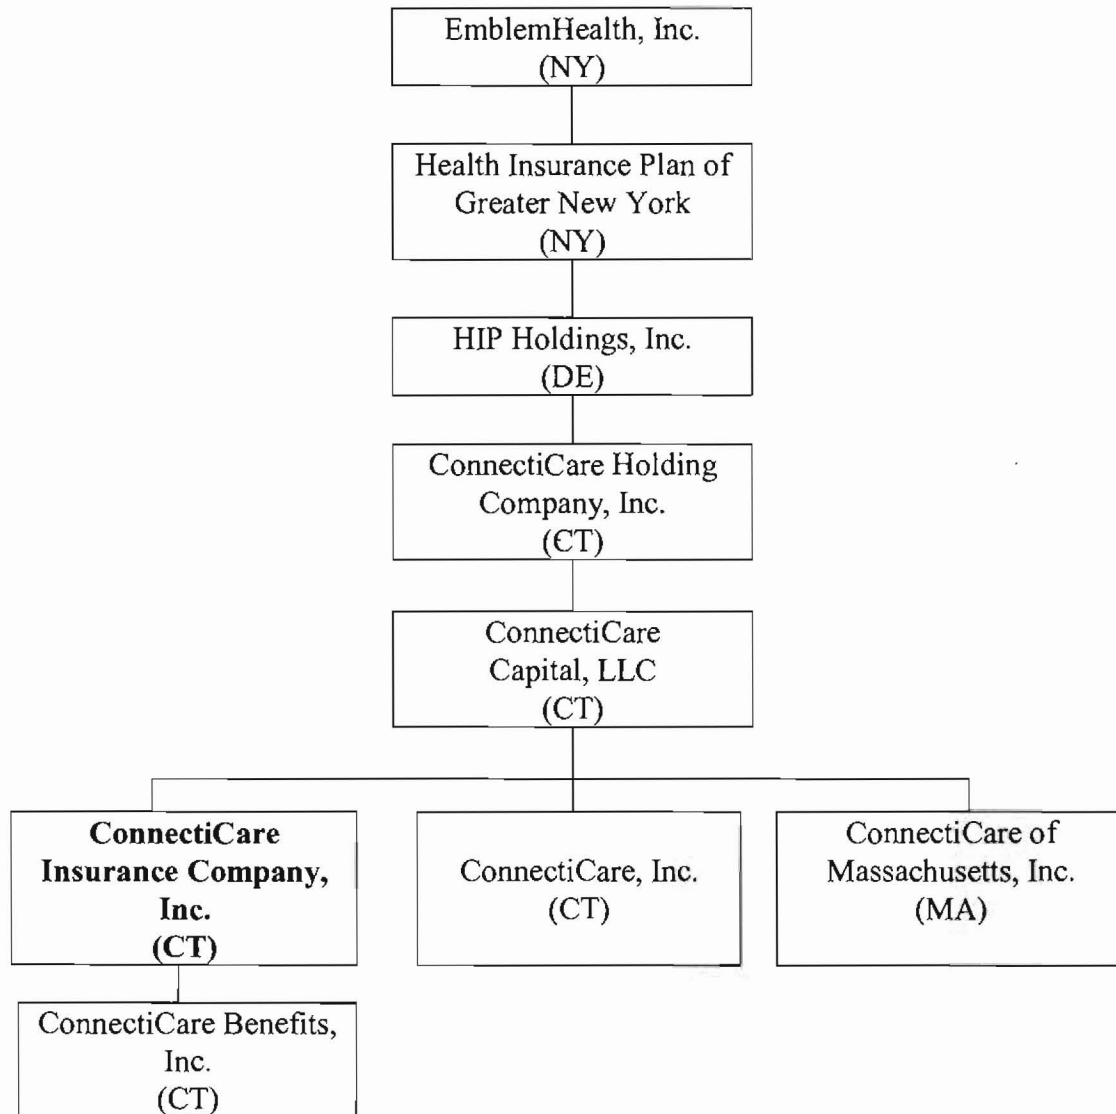 EmblemHealth, Inc.
(NY)
Health Insurance Plan of
Greater New York
(NY)
HIP Holdings, Inc.
(DE)
ConnectiCare Holding
Company, Inc.
(CT)
ConnectiCare
Capital, LLC
(CT)
ConnectiCare
Insurance Company,
Inc.
(CT)
ConnectiCare, Inc.
(CT)
ConnectiCare of
Massachusetts, Inc.
(MA)
ConnectiCare Benefits,
Inc.
(CT)